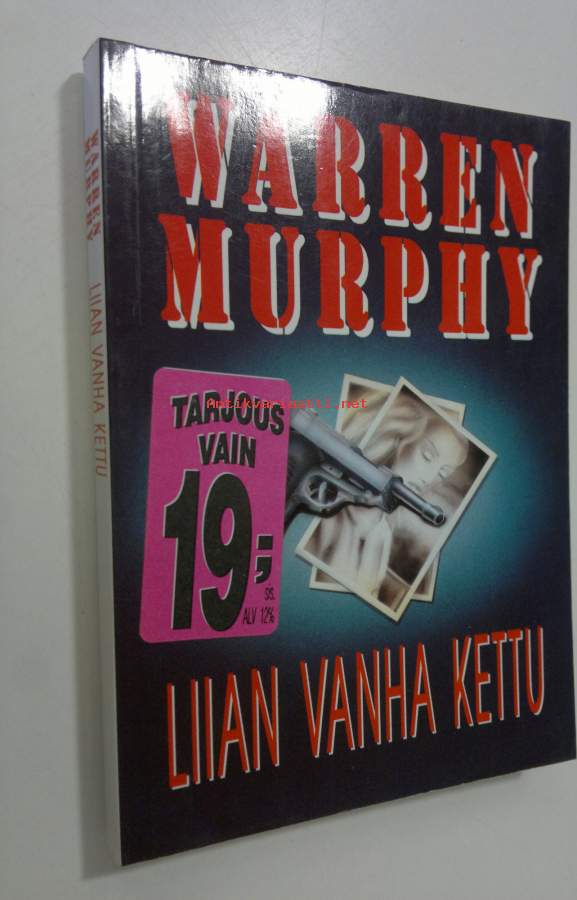 WARREN
MURPHY
WARREN
MURPHY
LIIAN VANHA KETTU
TARJOUS
VAIN
19;
SIS.
ALV 12%
Antikvariaatti.net
LIIAN VANHA KETTU